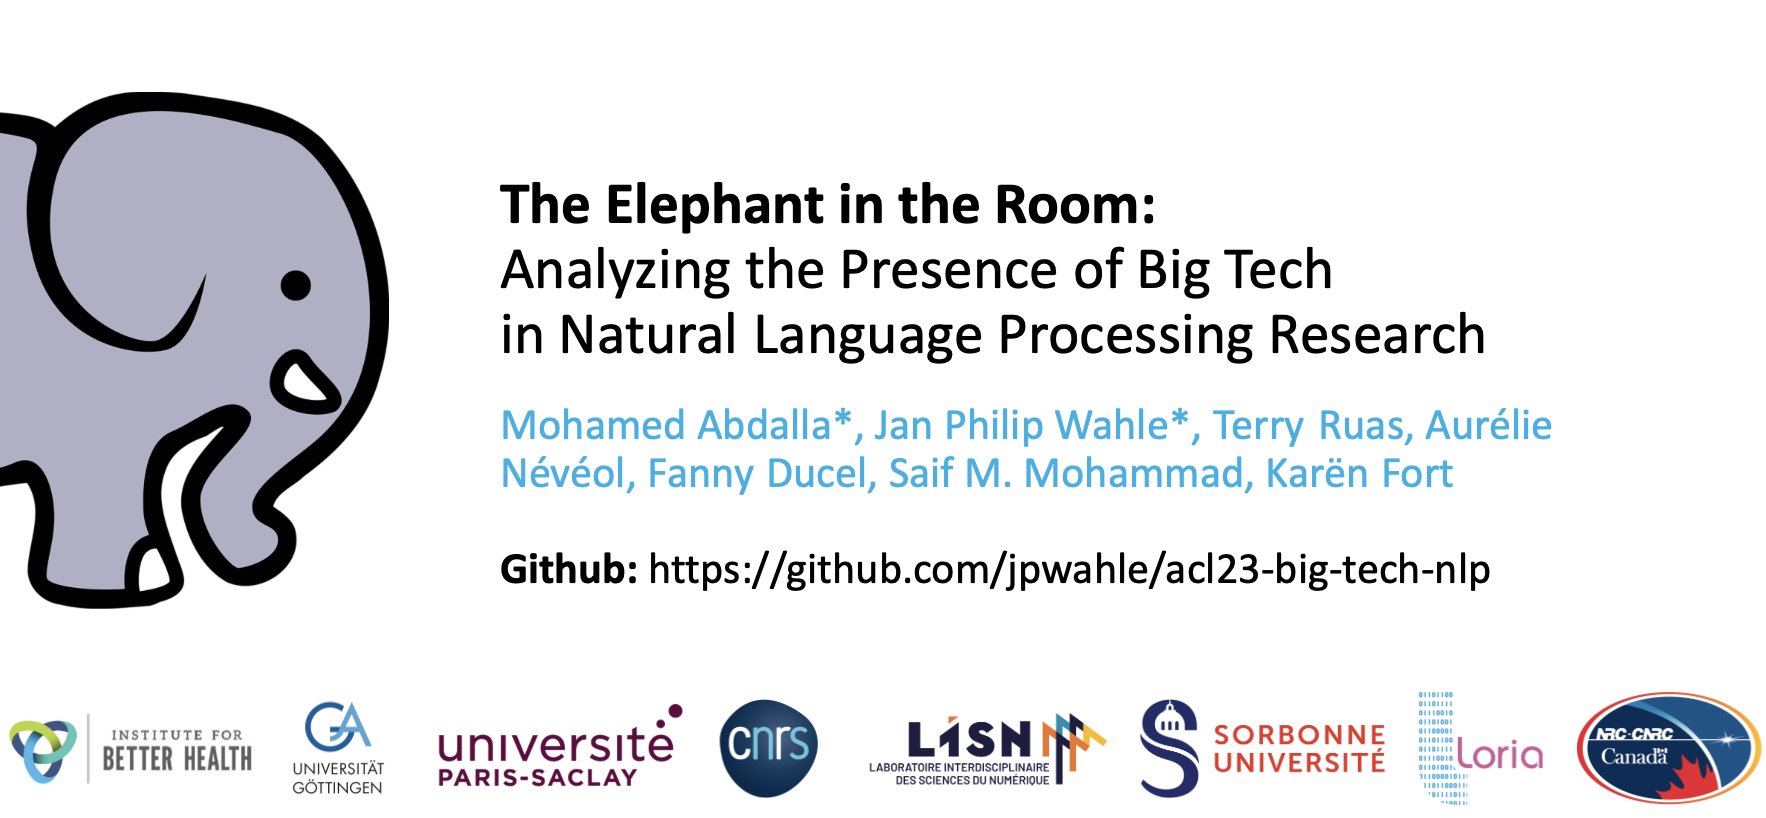 The Elephant in the Room:
Analyzing the Presence of Big Tech
in Natural Language Processing Research
Mohamed Abdalla*, Jan Philip Wahle*, Terry Ruas, Aurélie
Névéol, Fanny Ducel, Saif M. Mohammad, Karën Fort
Github: https://github.com/jpwahle/acl23-big-tech-nlp
INSTITUTE FOR
BETTER HEALTH
GA
UNIVERSITÄT
GÖTTINGEN
université
PARIS-SACLAY
cnrs
LISN
LABORATOIRE INTERDISCIPLINAIRE
DES SCIENCES DU NUMÉRIQUE
S
SORBONNE
UNIVERSITÉ
Loria
NRC·CNRC
Canada